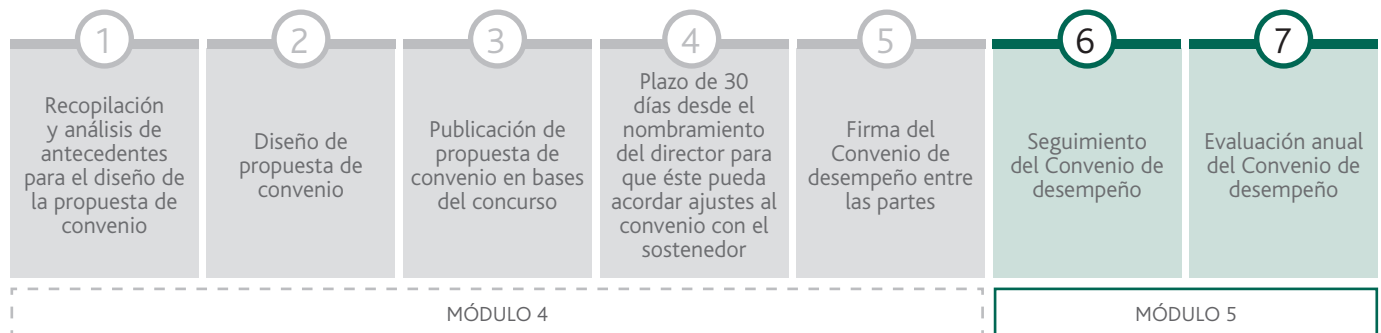 1
Recopilación
y análisis de
antecedentes
para el diseño de
la propuesta de
convenio
2
Diseño de
propuesta de
convenio
3
Publicación de
propuesta de
convenio en bases
del concurso
4
Plazo de 30
días desde el
nombramiento
del director para
que éste pueda
acordar ajustes al
convenio con el
sostenedor
5
Firma del
Convenio de
desempeño entre
las partes
6
Seguimiento
del Convenio de
desempeño
7
Evaluación anual
del Convenio de
desempeño
MÓDULO 4
MÓDULO 5